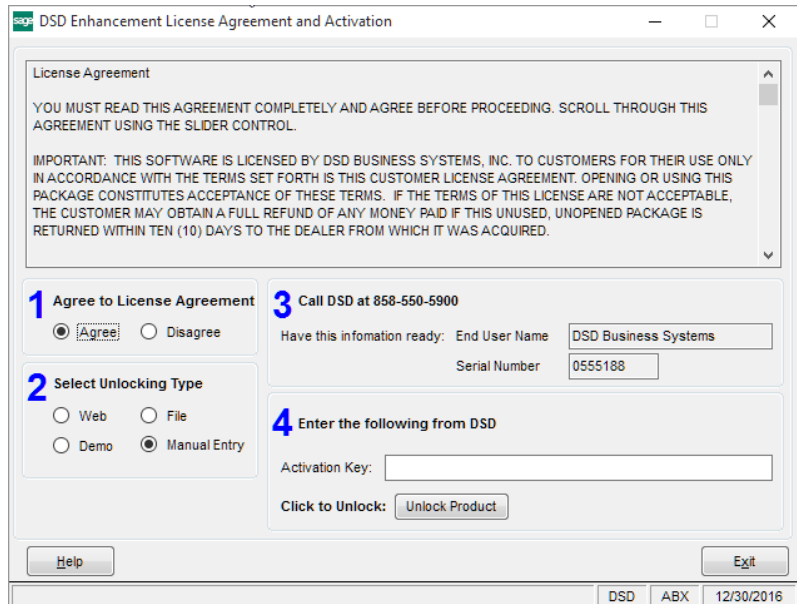 sage DSD Enhancement License Agreement and Activation
License Agreement
YOU MUST READ THIS AGREEMENT COMPLETELY AND AGREE BEFORE PROCEEDING. SCROLL THROUGH THIS
AGREEMENT USING THE SLIDER CONTROL.
IMPORTANT: THIS SOFTWARE IS LICENSED BY DSD BUSINESS SYSTEMS, INC. TO CUSTOMERS FOR THEIR USE ONLY
IN ACCORDANCE WITH THE TERMS SET FORTH IS THIS CUSTOMER LICENSE AGREEMENT. OPENING OR USING THIS
PACKAGE CONSTITUTES ACCEPTANCE OF THESE TERMS. IF THE TERMS OF THIS LICENSE ARE NOT ACCEPTABLE,
THE CUSTOMER MAY OBTAIN A FULL REFUND OF ANY MONEY PAID IF THIS UNUSED, UNOPENED PACKAGE IS
RETURNED WITHIN TEN (10) DAYS TO THE DEALER FROM WHICH IT WAS ACQUIRED.
1 Agree to License Agreement
Agree Disagree
2 Select Unlocking Type
Web File
Demo Manual Entry
3 Call DSD at 858-550-5900
Have this infomation ready: End User Name DSD Business Systems
Serial Number 0555188
4 Enter the following from DSD
Activation Key:
Click to Unlock: Unlock Product
Help Exit
DSD ABX 12/30/2016